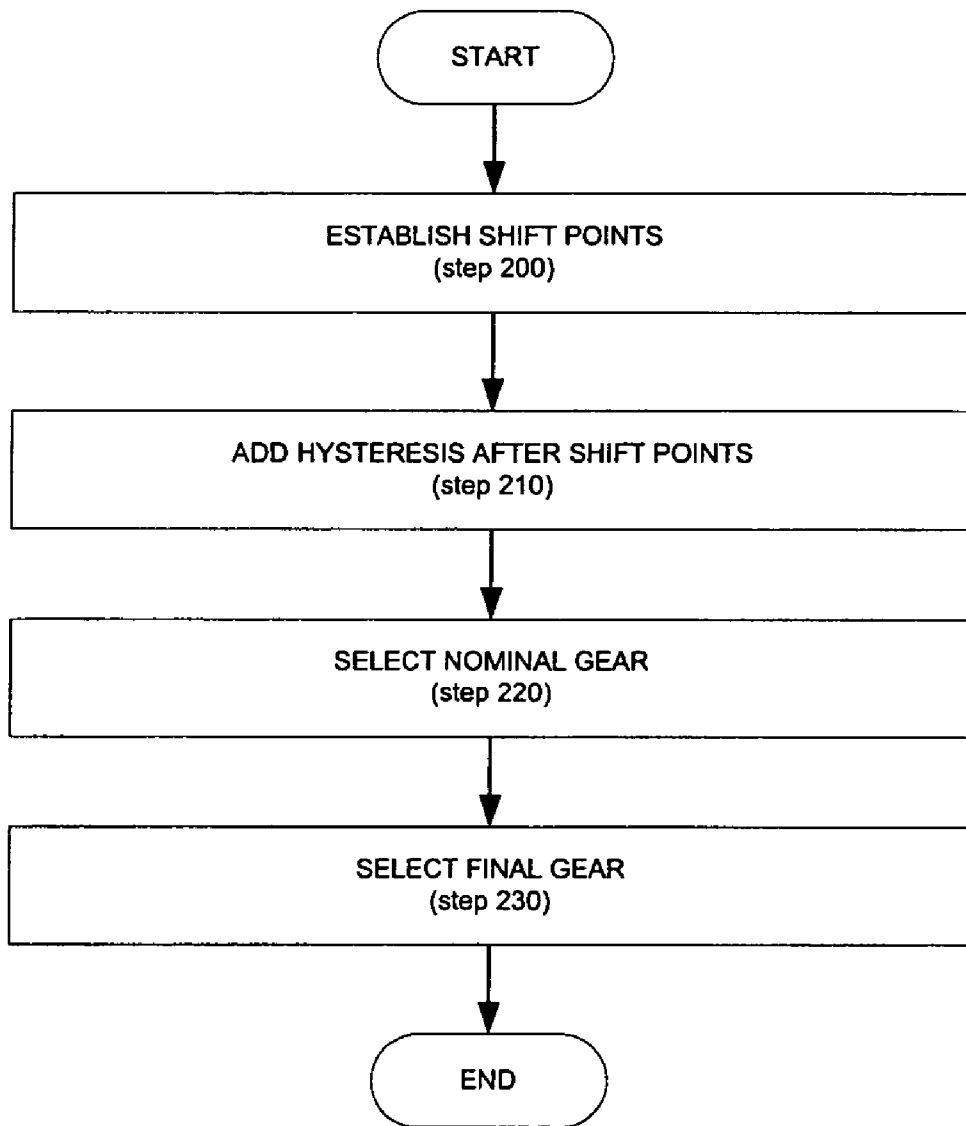 START
ESTABLISH SHIFT POINTS
(step 200)
ADD HYSTERESIS AFTER SHIFT POINTS
(step 210)
SELECT NOMINAL GEAR
(step 220)
SELECT FINAL GEAR
(step 230)
END